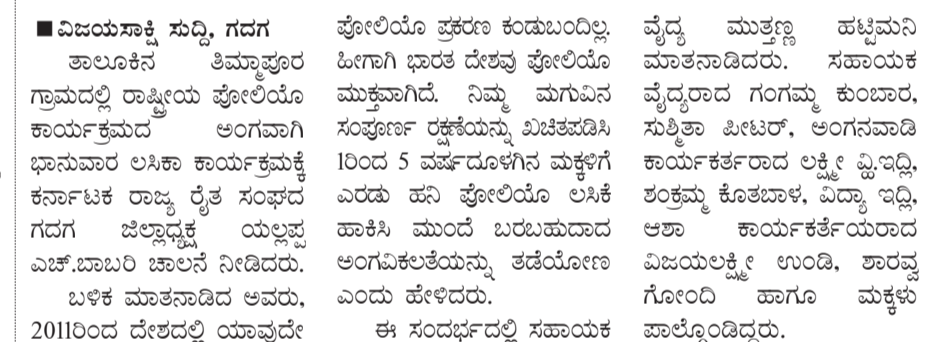 ■ ವಿಜಯಸಾಕ್ಷಿ ಸುದ್ದಿ, ಗದಗ
ತಾಲೂಕಿನ ತಿಮ್ಮಾಪೂರ
ಗ್ರಾಮದಲ್ಲಿ ರಾಷ್ಟ್ರೀಯ ಪೋಲಿಯೊ
ಕಾರ್ಯಕ್ರಮದ ಅಂಗವಾಗಿ
ಭಾನುವಾರ ಲಸಿಕಾ ಕಾರ್ಯಕ್ರಮಕ್ಕೆ
ಕರ್ನಾಟಕ ರಾಜ್ಯ ರೈತ ಸಂಘದ
ಗದಗ ಜಿಲ್ಲಾಧ್ಯಕ್ಷ ಯಲ್ಲಪ್ಪ
ಎಚ್.ಬಾಬರಿ ಚಾಲನೆ ನೀಡಿದರು.
ಬಳಿಕ ಮಾತನಾಡಿದ ಅವರು,
2011ರಿಂದ ದೇಶದಲ್ಲಿ ಯಾವುದೇ
ಪೋಲಿಯೊ ಪ್ರಕರಣ ಕಂಡುಬಂದಿಲ್ಲ.
ಹೀಗಾಗಿ ಭಾರತ ದೇಶವು ಪೋಲಿಯೊ
ಮುಕ್ತವಾಗಿದೆ. ನಿಮ್ಮ ಮಗುವಿನ
ಸಂಪೂರ್ಣ ರಕ್ಷಣೆಯನ್ನು ಖಚಿತಪಡಿಸಿ
1ರಿಂದ 5 ವರ್ಷದೂಳಗಿನ ಮಕ್ಕಳಿಗೆ
ಎರಡು ಹನಿ ಪೋಲಿಯೊ ಲಸಿಕೆ
ಹಾಕಿಸಿ ಮುಂದೆ ಬರಬಹುದಾದ
ಅಂಗವಿಕಲತೆಯನ್ನು ತಡೆಯೋಣ
ಎಂದು ಹೇಳಿದರು.
ಈ ಸಂದರ್ಭದಲ್ಲಿ ಸಹಾಯಕ
ವೈದ್ಯ ಮುತ್ತಣ್ಣ ಹಟ್ಟಿಮನಿ
ಮಾತನಾಡಿದರು. ಸಹಾಯಕ
ವೈದ್ಯರಾದ ಗಂಗಮ್ಮ ಕುಂಬಾರ,
ಸುಶ್ಮಿತಾ ಪೀಟರ್, ಅಂಗನವಾಡಿ
ಕಾರ್ಯಕರ್ತರಾದ ಲಕ್ಷ್ಮೀ ವ್ಹಿ.ಇದ್ಲಿ,
ಶಂಕ್ರಮ್ಮ ಕೊತಬಾಳ, ವಿದ್ಯಾ ಇದ್ಲಿ,
ಆಶಾ ಕಾರ್ಯಕರ್ತೆಯರಾದ
ವಿಜಯಲಕ್ಷ್ಮೀ ಉಂಡಿ, ಶಾರವ್ವ
ಗೋಂದಿ ಹಾಗೂ ಮಕ್ಕಳು
ಪಾಲ್ಗೊಂಡಿದ್ದರು.